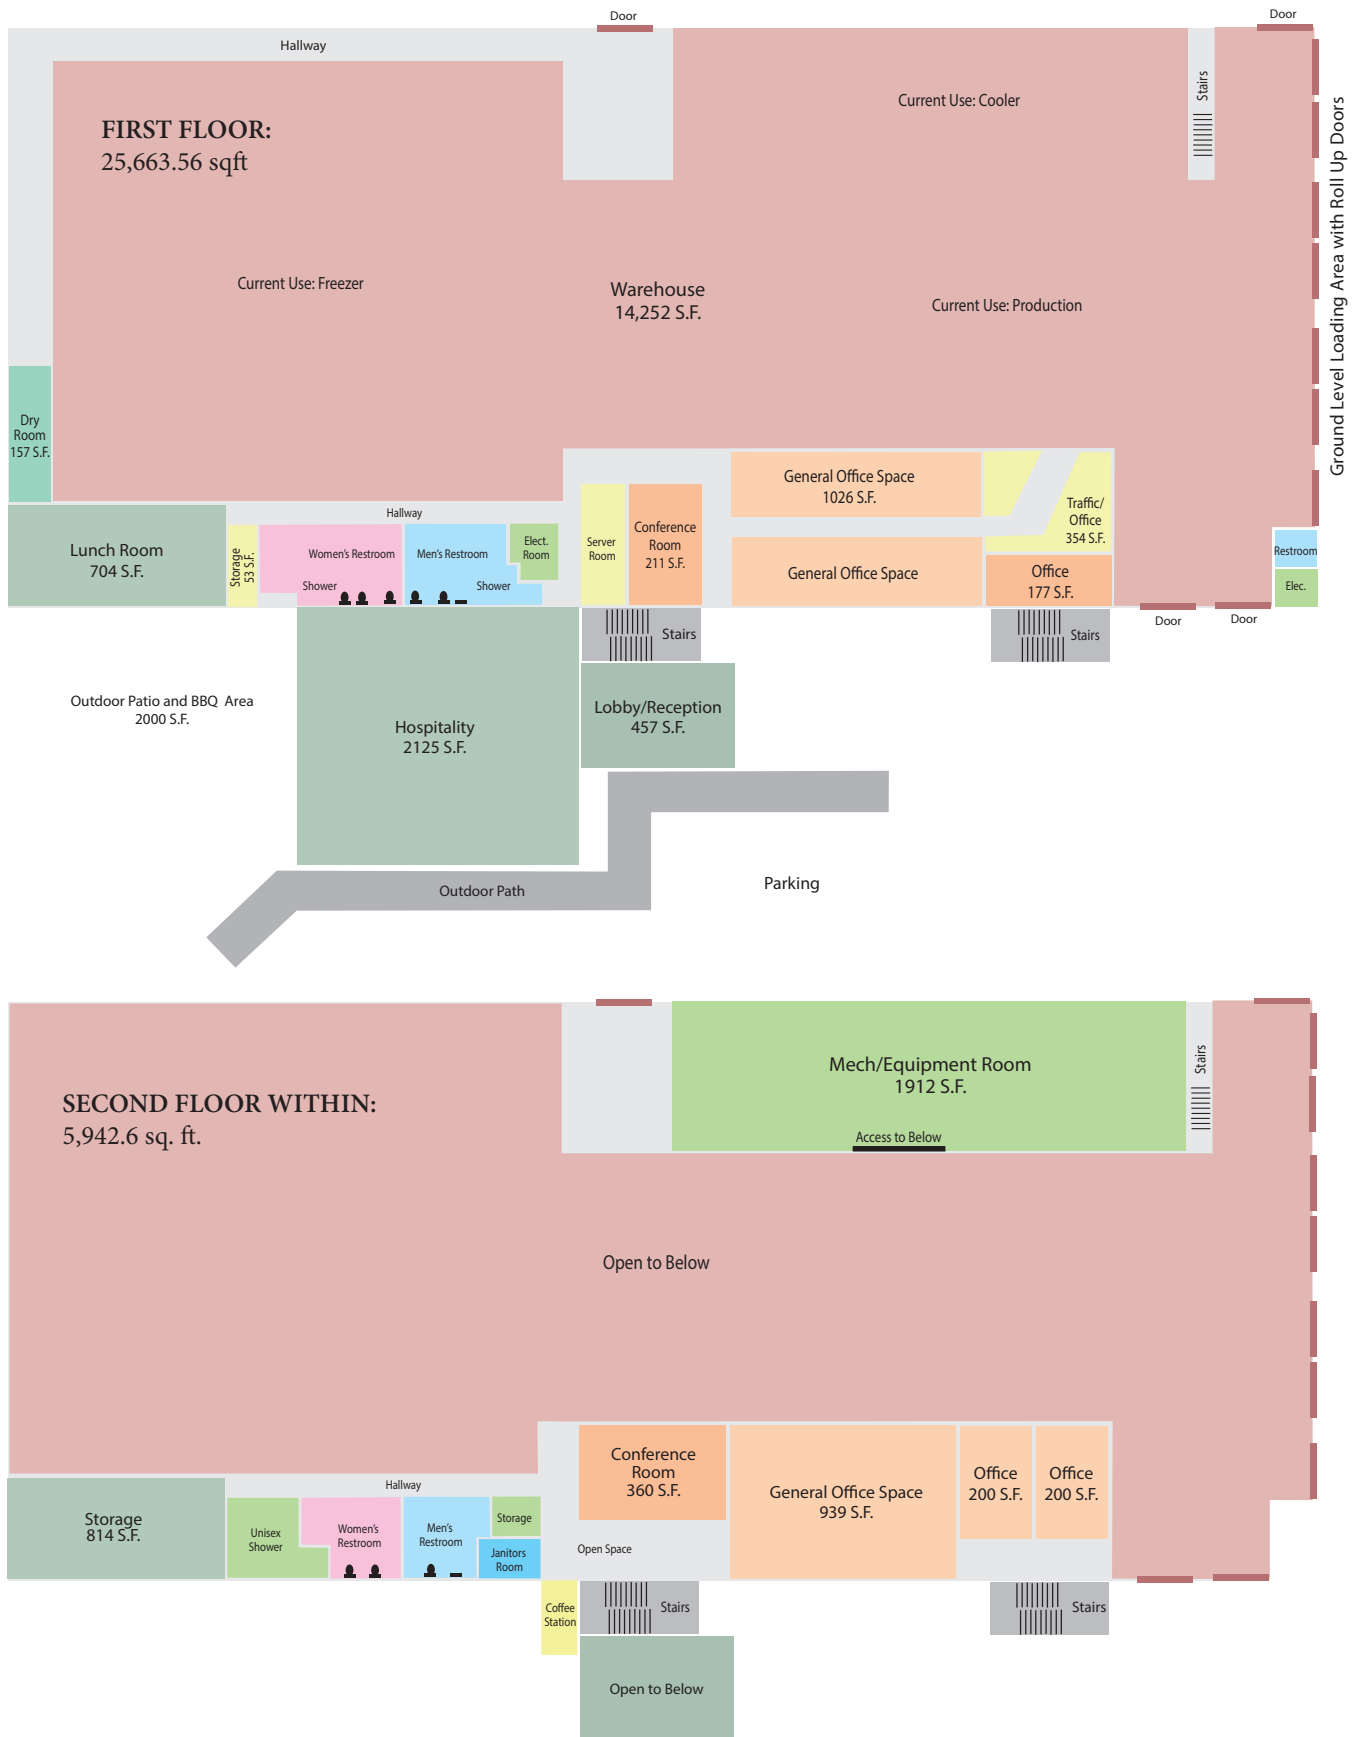 Door
Door
Hallway
Stairs
Current Use: Cooler
FIRST FLOOR:
25,663.56 sqft
Ground Level Loading Area with Roll Up Doors
Current Use: Freezer
Warehouse
14,252 S.F.
Current Use: Production
Dry
Room
157 S.F.
General Office Space
1026 S.F.
Traffic/
Office
354 S.F.
Hallway
Lunch Room
704 S.F.
Storage
53 S.F.
Women's Restroom
Shower
Men's Restroom
Shower
Elect.
Room
Server
Room
Conference
Room
211 S.F.
General Office Space
Office
177 S.F.
Restroom
Elec.
Door
Door
Stairs
Stairs
Outdoor Patio and BBQ Area
2000 S.F.
Hospitality
2125 S.F.
Lobby/Reception
457 S.F.
Outdoor Path
Parking
Mech/Equipment Room
1912 S.F.
Stairs
SECOND FLOOR WITHIN:
5,942.6 sq. ft.
Access to Below
Open to Below
Conference
Room
360 S.F.
General Office Space
939 S.F.
Office
200 S.F.
Office
200 S.F.
Hallway
Storage
814 S.F.
Unisex
Shower
Women's
Restroom
Men's
Restroom
Storage
Janitors
Room
Open Space
Coffee
Station
Stairs
Stairs
Open to Below